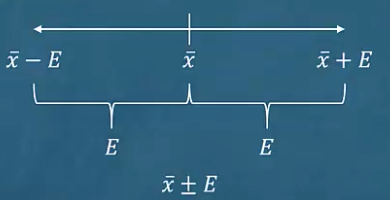 x̄ − E x̄ x̄ + E
E E
x̄ ± E